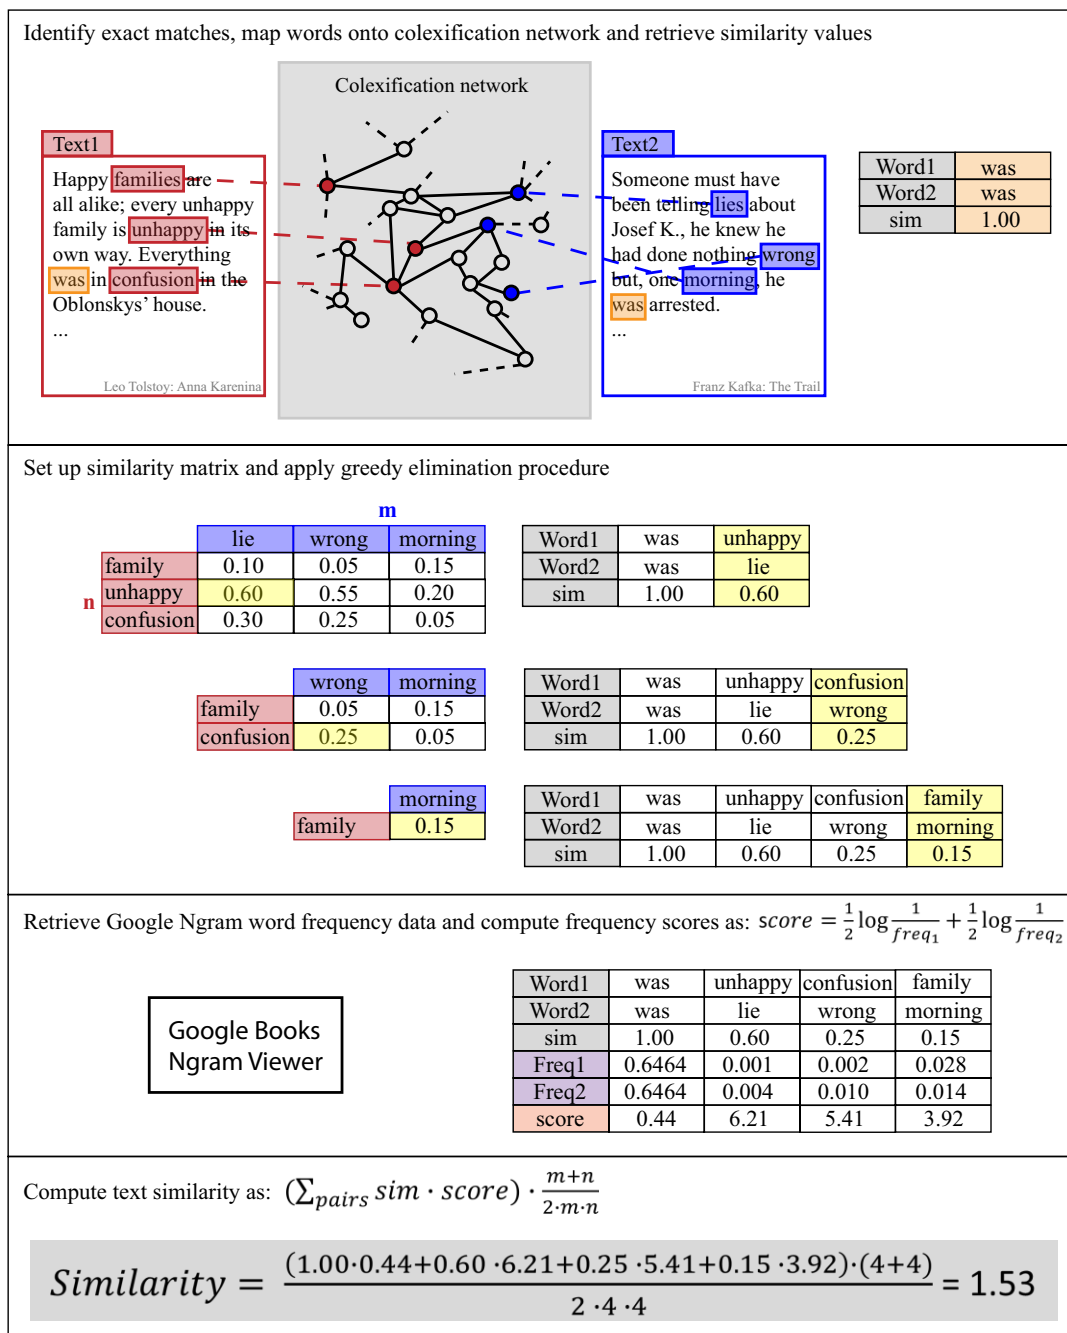 Identify exact matches, map words onto colexification network and retrieve similarity values
Colexification network
Text1
Happy families are
all alike; every unhappy
family is unhappy in its
own way. Everything
was in confusion in the
Oblonskys’ house.
...
Leo Tolstoy: Anna Karenina
Text2
Someone must have
been telling lies about
Josef K., he knew he
had done nothing wrong
but, one morning, he
was arrested.
...
Franz Kafka: The Trail
Word1 was
Word2 was
sim 1.00
Set up similarity matrix and apply greedy elimination procedure
m
lie wrong morning
family 0.10 0.05 0.15
n unhappy 0.60 0.55 0.20
confusion 0.30 0.25 0.05
Word1 was unhappy
Word2 was lie
sim 1.00 0.60
wrong morning
family 0.05 0.15
confusion 0.25 0.05
Word1 was unhappy confusion
Word2 was lie wrong
sim 1.00 0.60 0.25
morning
family 0.15
Word1 was unhappy confusion family
Word2 was lie wrong morning
sim 1.00 0.60 0.25 0.15
Retrieve Google Ngram word frequency data and compute frequency scores as: score = 1/2 log 1/freq₁ + 1/2 log 1/freq₂
Google Books
Ngram Viewer
Word1 was unhappy confusion family
Word2 was lie wrong morning
sim 1.00 0.60 0.25 0.15
Freq1 0.6464 0.001 0.002 0.028
Freq2 0.6464 0.004 0.010 0.014
score 0.44 6.21 5.41 3.92
Compute text similarity as: (∑pairs sim · score) · m+n/2·m·n
Similarity = (1.00·0.44+0.60 ·6.21+0.25 ·5.41+0.15 ·3.92)·(4+4)/2 ·4 ·4 = 1.53